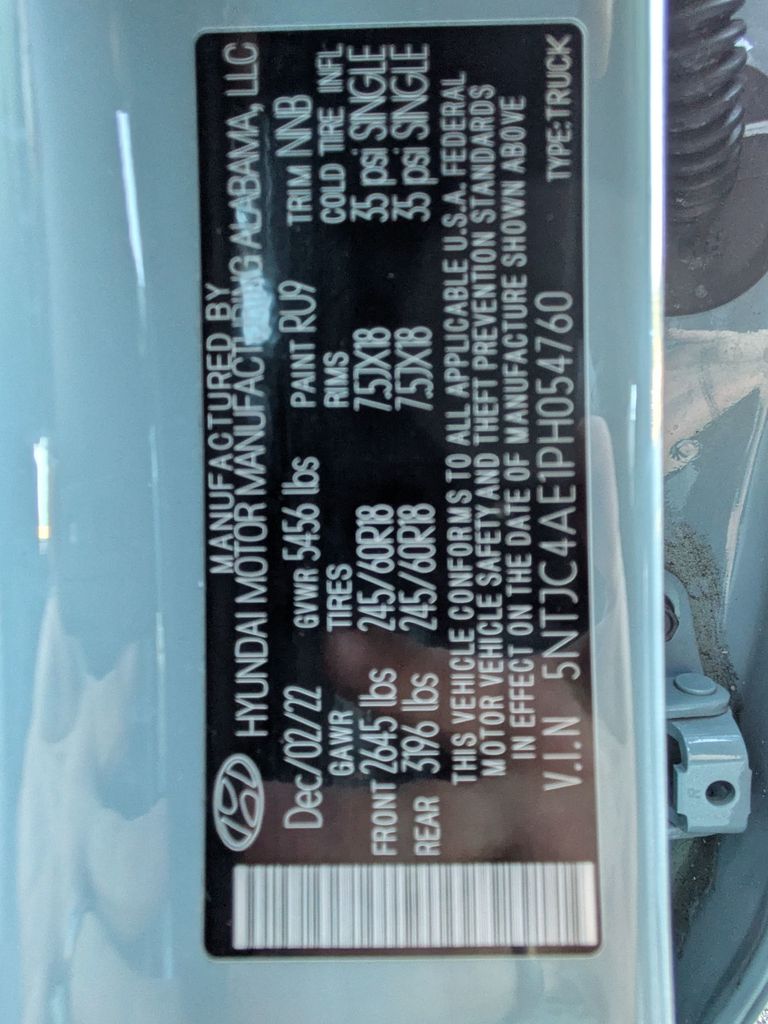 MANUFACTURED BY
HYUNDAI MOTOR MANUFACTURING ALABAMA, LLC
Dec/02/22 GVWR 5456 lbs PAINT RU9 TRIM NNB
GAWR TIRES RIMS COLD TIRE INFL
FRONT 2645 lbs 245/60R18 7.5JX18 35 psi SINGLE
REAR 3196 lbs 245/60R18 7.5JX18 35 psi SINGLE
THIS VEHICLE CONFORMS TO ALL APPLICABLE U.S.A. FEDERAL
MOTOR VEHICLE SAFETY AND THEFT PREVENTION STANDARDS
IN EFFECT ON THE DATE OF MANUFACTURE SHOWN ABOVE
V.I.N 5NTJC4AE1PH054760 TYPE:TRUCK
R